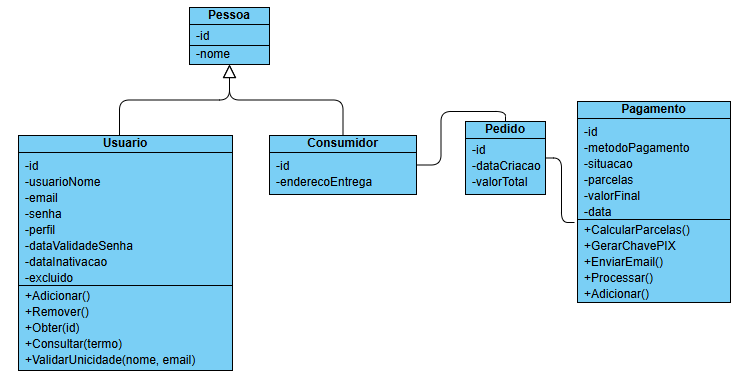 Pessoa
-id
-nome
Usuario
-id
-usuarioNome
-email
-senha
-perfil
-dataValidadeSenha
-dataInativacao
-excluido
+Adicionar()
+Remover()
+Obter(id)
+Consultar(termo)
+ValidarUnicidade(nome, email)
Consumidor
-id
-enderecoEntrega
Pedido
-id
-dataCriacao
-valorTotal
Pagamento
-id
-metodoPagamento
-situacao
-parcelas
-valorFinal
-data
+CalcularParcelas()
+GerarChavePIX
+EnviarEmail()
+Processar()
+Adicionar()